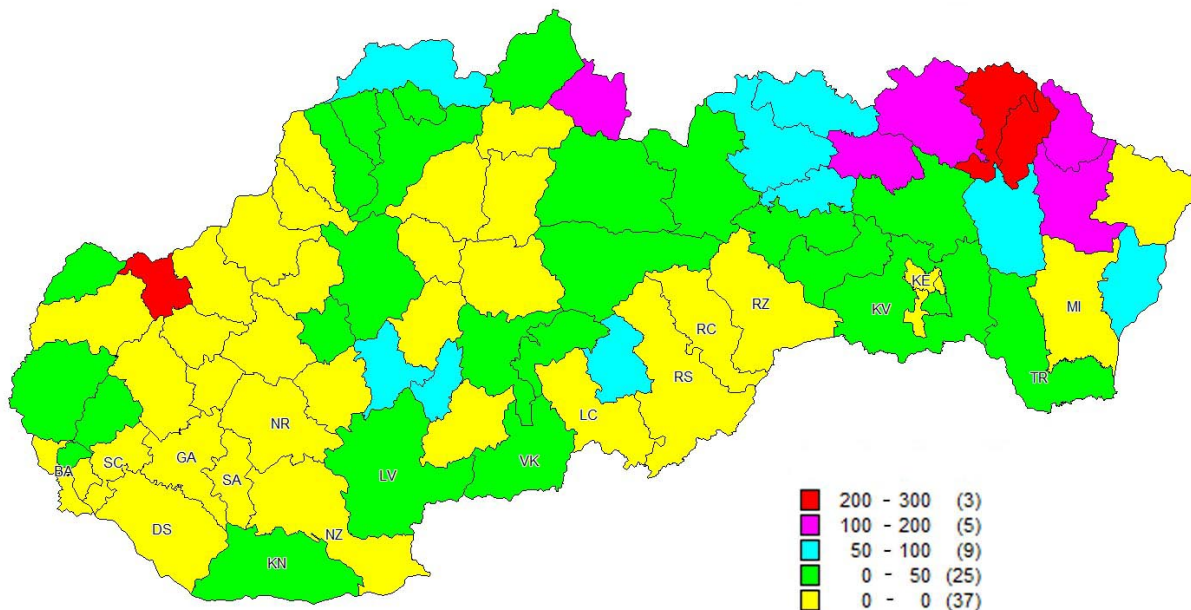 KE
RZ
KV
MI
RC
RS
TR
LC
NR
VK
GA
SC
BA
SA
LV
DS
NZ
KN
200 - 300 (3)
100 - 200 (5)
50 - 100 (9)
0 - 50 (25)
0 - 0 (37)